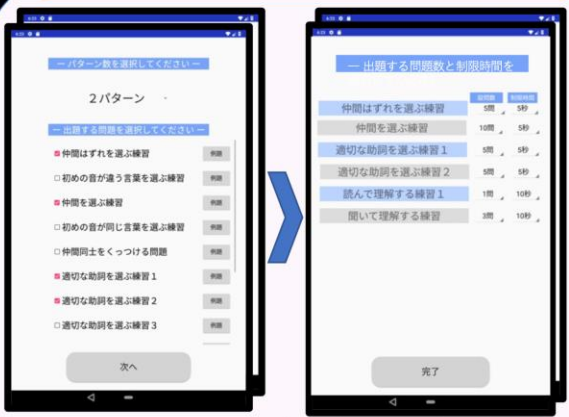 ー パターン数を選択してください ー
2パターン
ー 出題する問題を選択してください ー
仲間はずれを選ぶ練習 例題
初めの音が違う言葉を選ぶ練習 例題
仲間を選ぶ練習 例題
初めの音が同じ言葉を選ぶ練習 例題
仲間同士をくっつける問題 例題
適切な助詞を選ぶ練習1 例題
適切な助詞を選ぶ練習2 例題
適切な助詞を選ぶ練習3 例題
次へ
ー 出題する問題数と制限時間を
制限時間
仲間はずれを選ぶ練習 5問 5秒
仲間を選ぶ練習 10問 5秒
適切な助詞を選ぶ練習1 5問 5秒
適切な助詞を選ぶ練習2 5問 5秒
読んで理解する練習1 1問 10秒
聞いて理解する練習 3問 10秒
完了